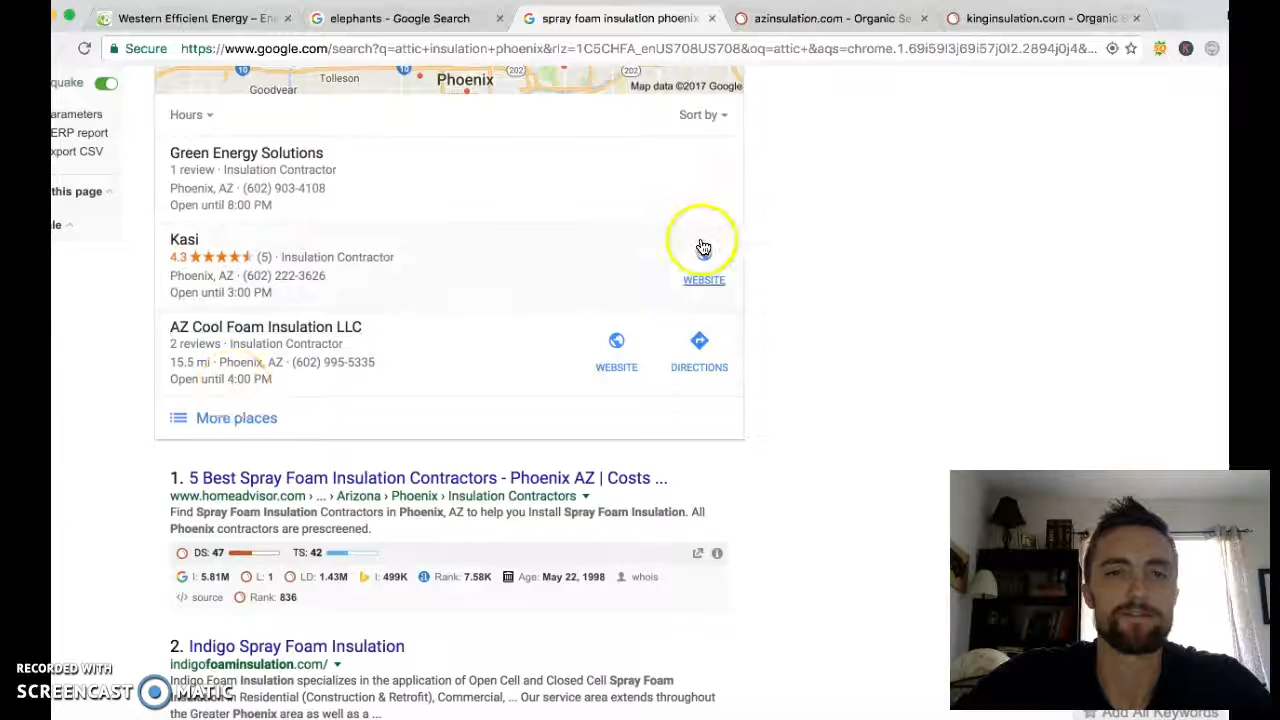 Western Efficient Energy – Ene
elephants - Google Search
spray foam insulation phoenix
azinsulation.com - Organic Se
kinginsulation.com - Organic
Secure
https://www.google.com/search?q=attic+insulation+phoenix&rlz=1C5CHFA_enUS708US708&oq=attic+&aqs=chrome.1.69i59l3j69i57j0l2.2894j0j4&...
quake
arameters
ERP report
xport CSV
this page
le
Tolleson
Goodyear
10
10
Phoenix
202
202
Map data ©2017 Google
Hours
Sort by
Green Energy Solutions
1 review · Insulation Contractor
Phoenix, AZ · (602) 903-4108
Open until 8:00 PM
Kasi
4.3 ★★★★★ (5) · Insulation Contractor
Phoenix, AZ · (602) 222-3626
Open until 3:00 PM
WEBSITE
AZ Cool Foam Insulation LLC
2 reviews · Insulation Contractor
15.5 mi · Phoenix, AZ · (602) 995-5335
Open until 4:00 PM
WEBSITE
DIRECTIONS
More places
1. 5 Best Spray Foam Insulation Contractors - Phoenix AZ | Costs ...
www.homeadvisor.com › ... › Arizona › Phoenix › Insulation Contractors
Find Spray Foam Insulation Contractors in Phoenix, AZ to help you Install Spray Foam Insulation. All
Phoenix contractors are prescreened.
DS: 47 TS: 42
I: 5.81M L: 1 LD: 1.43M I: 499K Rank: 7.58K Age: May 22, 1998 whois
</> source Rank: 836
2. Indigo Spray Foam Insulation
indigofoaminsulation.com/
Indigo Foam Insulation specializes in the application of Open Cell and Closed Cell Spray Foam
in Residential (Construction & Retrofit), Commercial, ... Our service area extends throughout
the Greater Phoenix area as well as a ...
RECORDED WITH
SCREENCAST MATIC
Add All Keywords